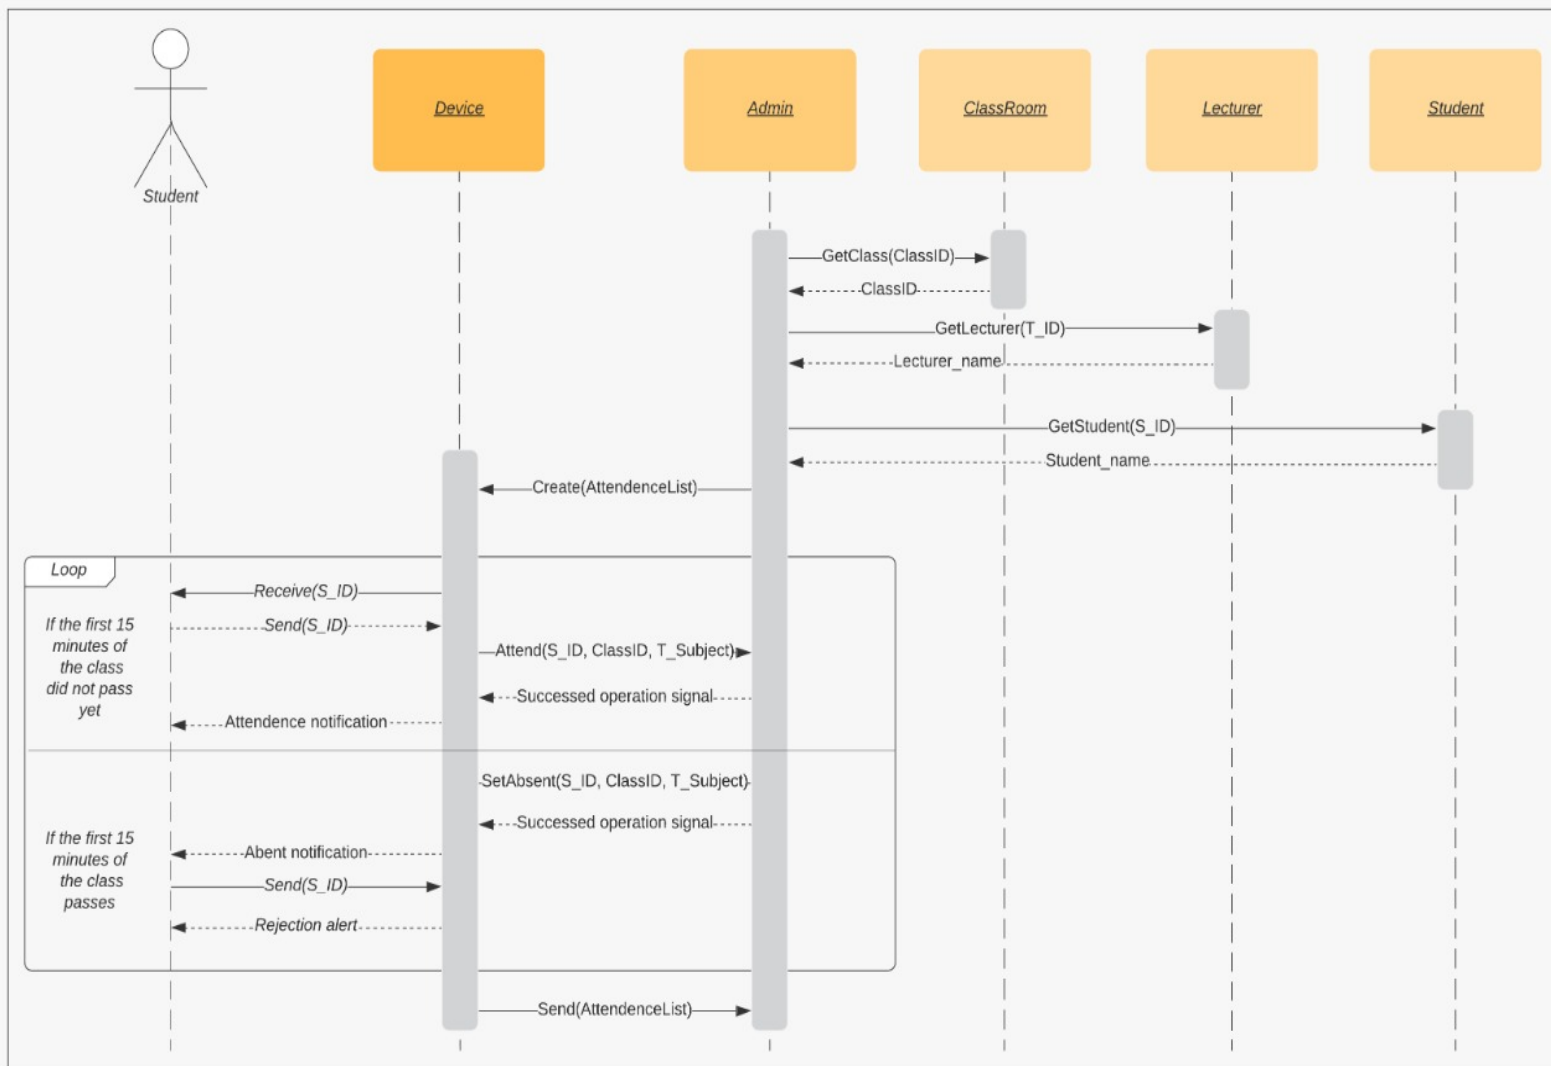 Device
Admin
ClassRoom
Lecturer
Student
Student
GetClass(ClassID)
ClassID
GetLecturer(T_ID)
Lecturer_name
GetStudent(S_ID)
Student_name
Create(AttendenceList)
Loop
Receive(S_ID)
If the first 15
minutes of
the class
did not pass
yet
Send(S_ID)
Attend(S_ID, ClassID, T_Subject)
Successed operation signal
Attendence notification
SetAbsent(S_ID, ClassID, T_Subject)
Successed operation signal
If the first 15
minutes of
the class
passes
Abent notification
Send(S_ID)
Rejection alert
Send(AttendenceList)